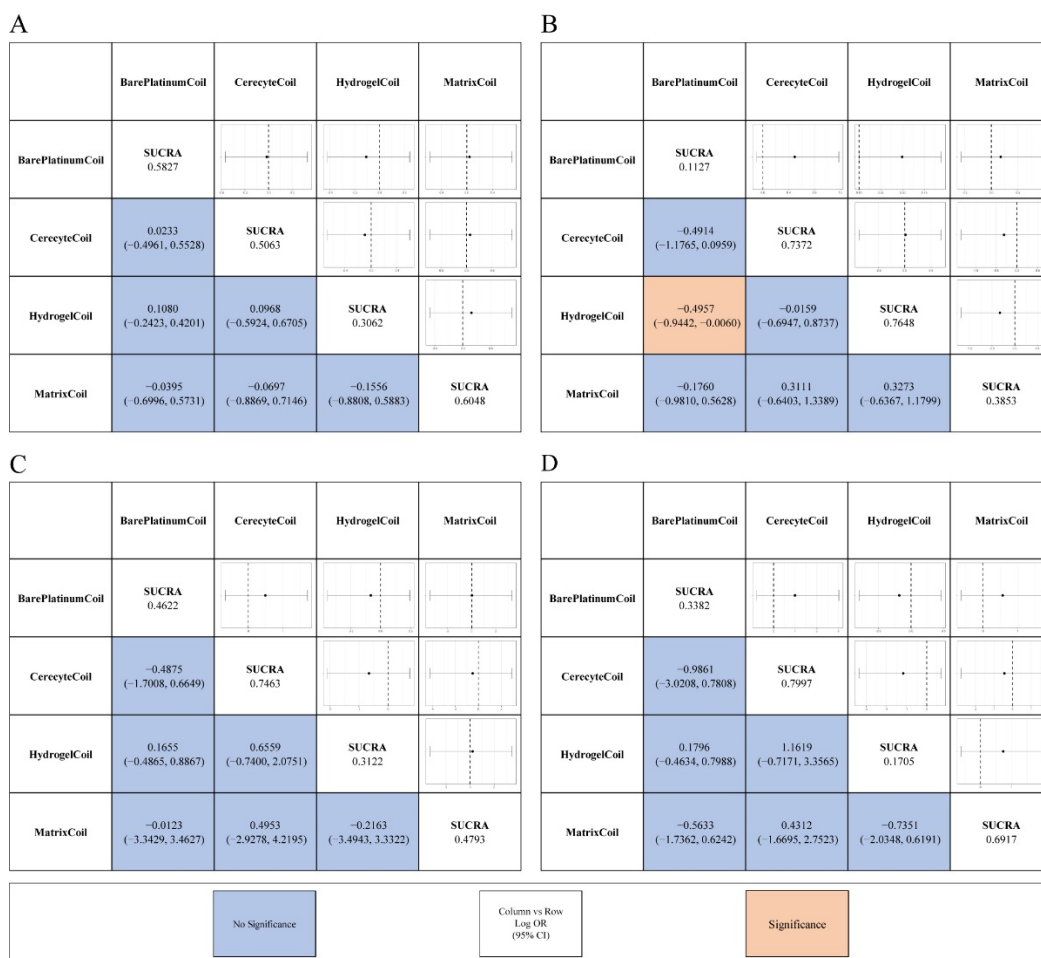 A
BarePlatinumCoil CerecyteCoil HydrogelCoil MatrixCoil
BarePlatinumCoil
SUCRA
0.5827
CerecyteCoil
0.0233
(−0.4961, 0.5528)
SUCRA
0.5063
HydrogelCoil
0.1080
(−0.2423, 0.4201)
0.0968
(−0.5924, 0.6705)
SUCRA
0.3062
MatrixCoil
−0.0395
(−0.6996, 0.5731)
−0.0697
(−0.8869, 0.7146)
−0.1556
(−0.8808, 0.5883)
SUCRA
0.6048
B
BarePlatinumCoil CerecyteCoil HydrogelCoil MatrixCoil
BarePlatinumCoil
SUCRA
0.1127
CerecyteCoil
−0.4914
(−1.1765, 0.0959)
SUCRA
0.7372
HydrogelCoil
−0.4957
(−0.9442, −0.0060)
−0.0159
(−0.6947, 0.8737)
SUCRA
0.7648
MatrixCoil
−0.1760
(−0.9810, 0.5628)
0.3111
(−0.6403, 1.3389)
0.3273
(−0.6367, 1.1799)
SUCRA
0.3853
C
BarePlatinumCoil CerecyteCoil HydrogelCoil MatrixCoil
BarePlatinumCoil
SUCRA
0.4622
CerecyteCoil
−0.4875
(−1.7008, 0.6649)
SUCRA
0.7463
HydrogelCoil
0.1655
(−0.4865, 0.8867)
0.6559
(−0.7400, 2.0751)
SUCRA
0.3122
MatrixCoil
−0.0123
(−3.3429, 3.4627)
0.4953
(−2.9278, 4.2195)
−0.2163
(−3.4943, 3.3322)
SUCRA
0.4793
D
BarePlatinumCoil CerecyteCoil HydrogelCoil MatrixCoil
BarePlatinumCoil
SUCRA
0.3382
CerecyteCoil
−0.9861
(−3.0208, 0.7808)
SUCRA
0.7997
HydrogelCoil
0.1796
(−0.4634, 0.7988)
1.1619
(−0.7171, 3.3565)
SUCRA
0.1705
MatrixCoil
−0.5633
(−1.7362, 0.6242)
0.4312
(−1.6695, 2.7523)
−0.7351
(−2.0348, 0.6191)
SUCRA
0.6917
No Significance
Column vs Row
Log OR
(95% CI)
Significance